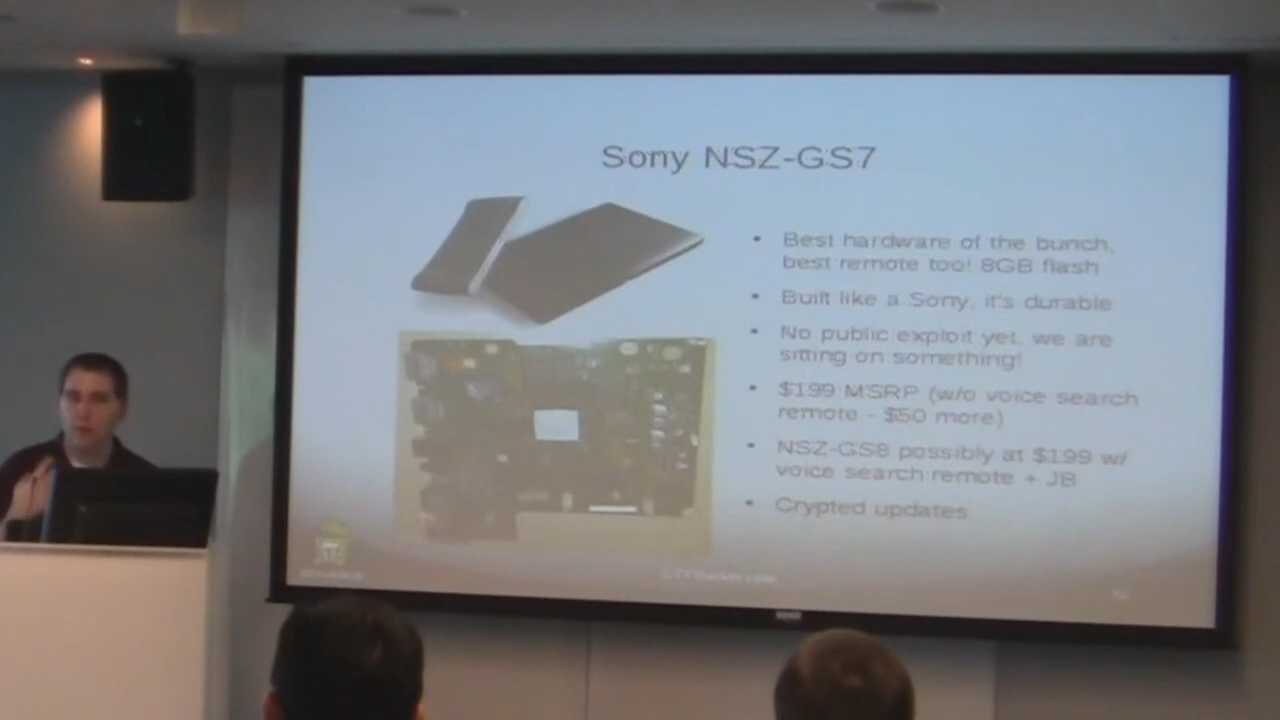 Sony NSZ-GS7
• Best hardware of the bunch,
best remote too! 8GB flash
• Built like a Sony, it's durable
• No public exploit yet, we are
sitting on something!
• $199 MSRP (w/o voice search
remote - $50 more)
• NSZ-GS8 possibly at $199 w/
voice search remote + JB
• Crypted updates